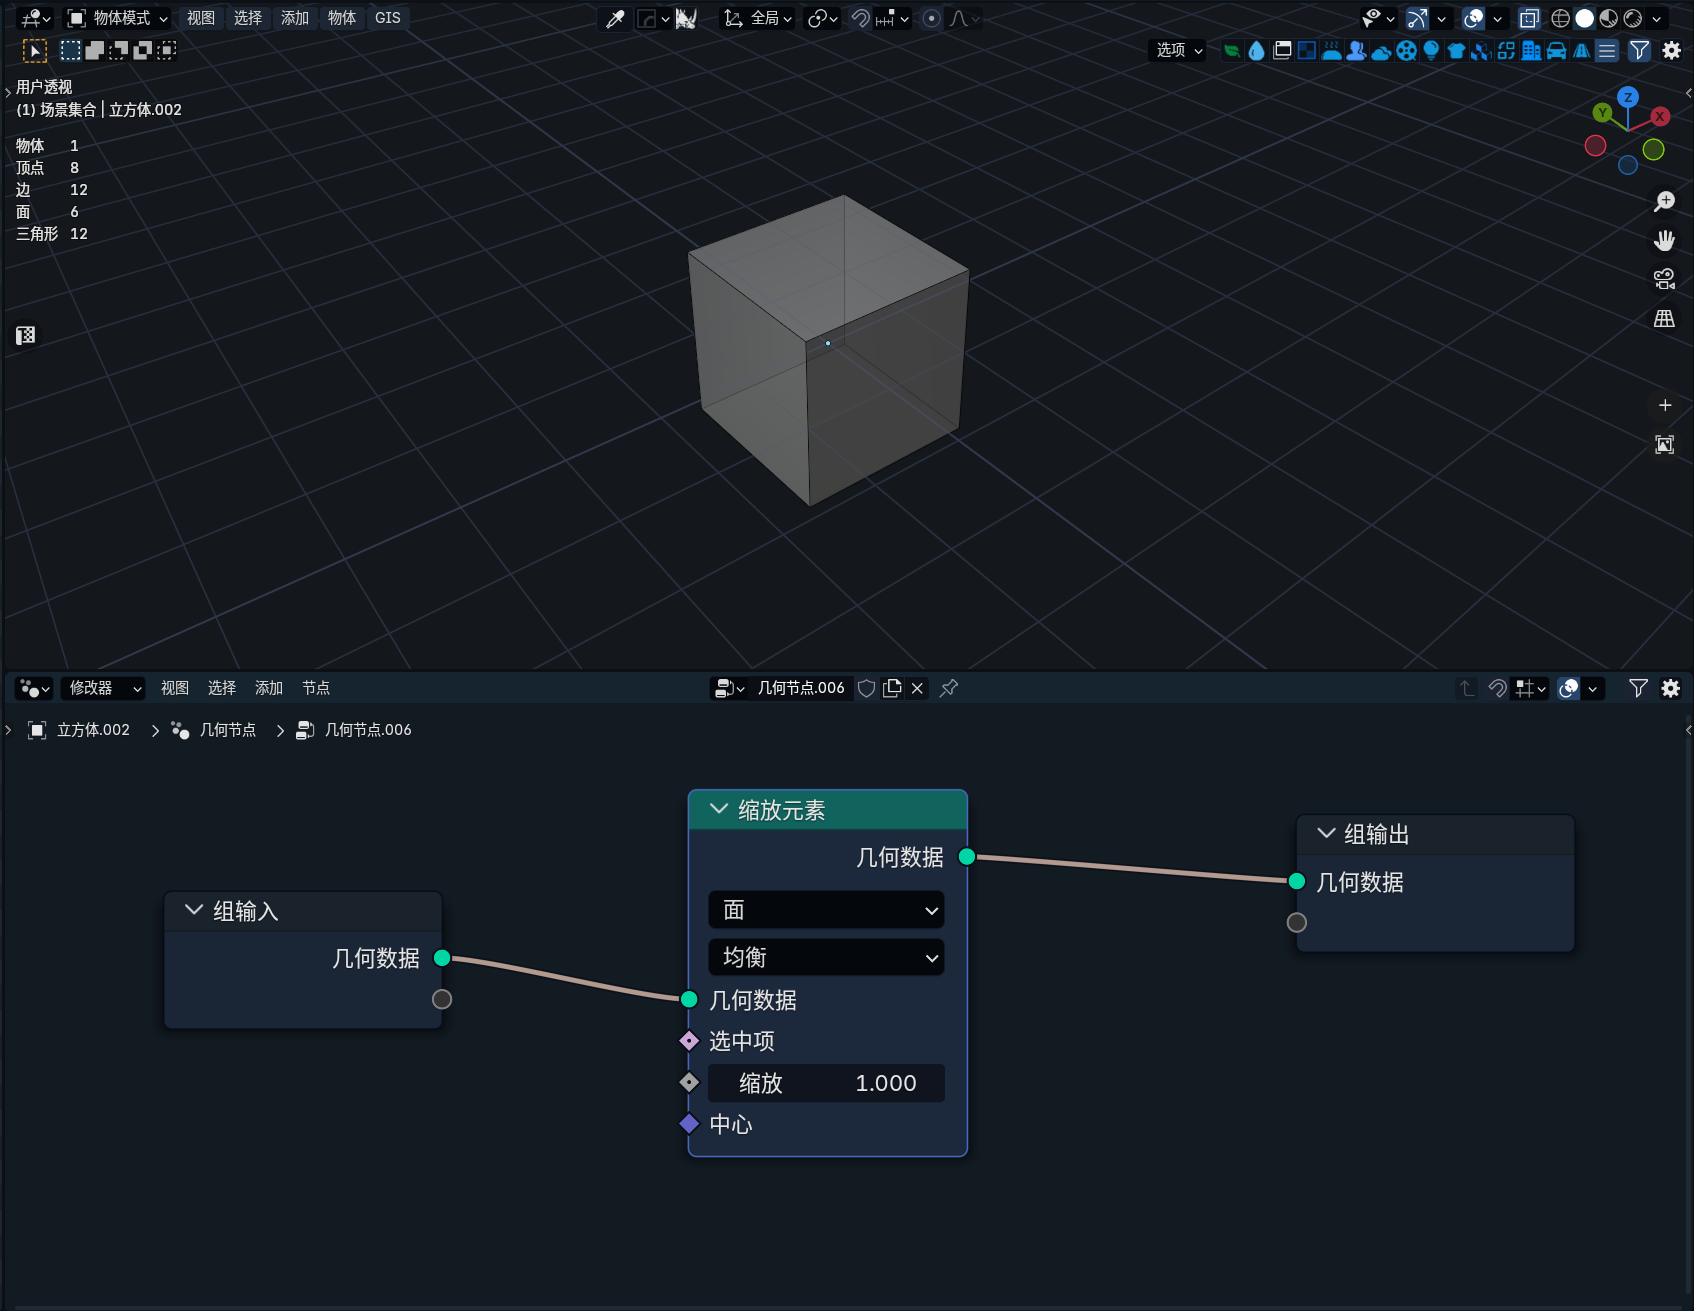 物体模式 视图 选择 添加 物体 GIS 全局
选项
用户透视
(1) 场景集合 | 立方体.002
物体 1
顶点 8
边 12
面 6
三角形 12
Z
Y
X
修改器 视图 选择 添加 节点 几何节点.006
立方体.002 几何节点 几何节点.006
缩放元素
几何数据
面
均衡
几何数据
选中项
缩放 1.000
中心
组输入
几何数据
组输出
几何数据